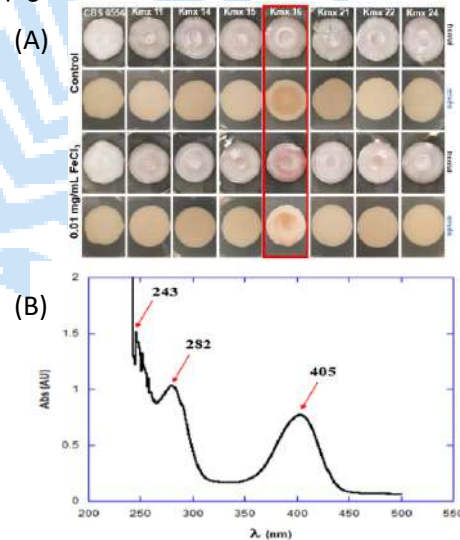 (A)
CBS 6556 Kmx 11 Kmx 14 Kmx 15 Kmx 16 Kmx 21 Kmx 22 Kmx 24
Control
0.01 mg/mL FeCl3
(B)
243
282
405
2
1.5
1
0.5
0
Abs [AU]
200 250 300 350 400 450 500
λ (nm)